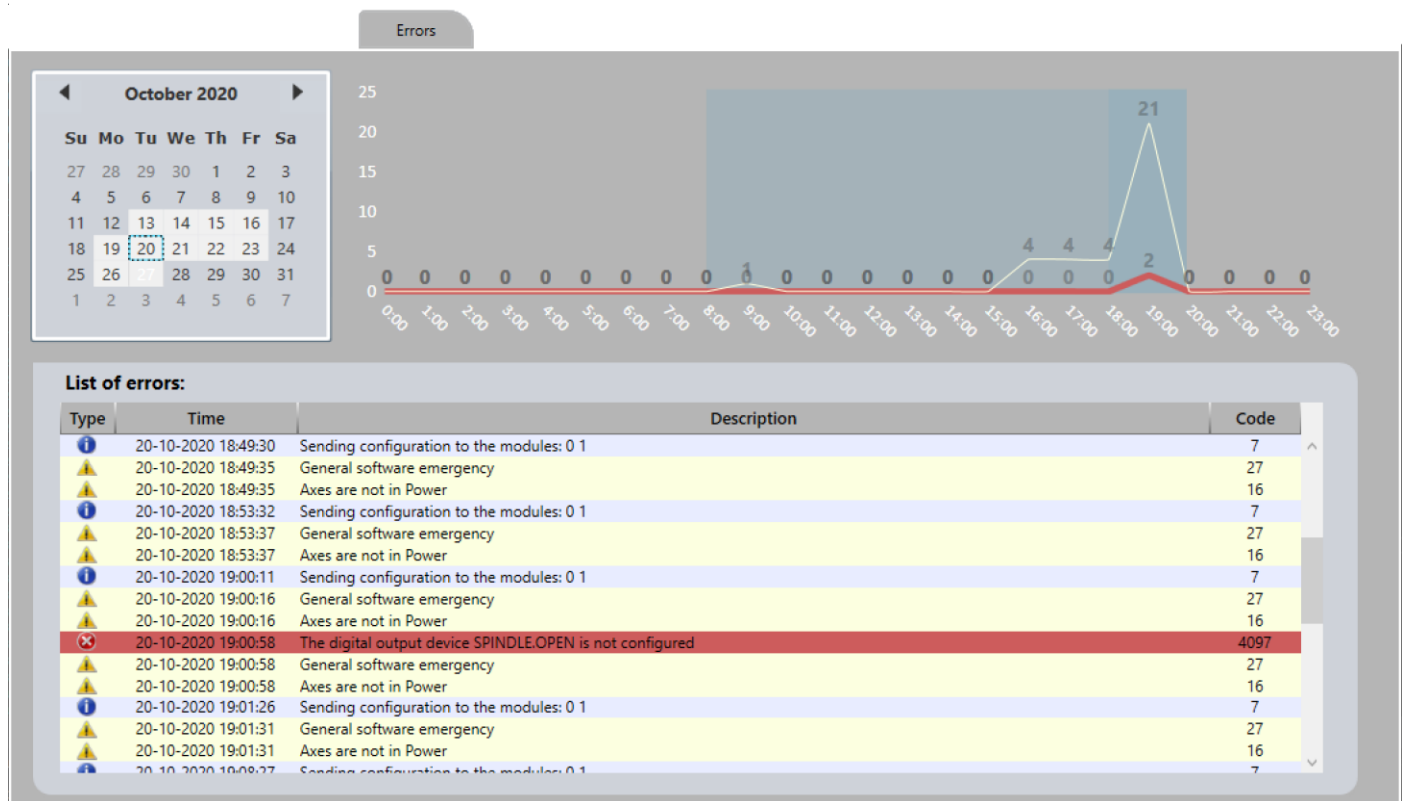 Errors
October 2020
Su Mo Tu We Th Fr Sa
27 28 29 30 1 2 3
4 5 6 7 8 9 10
11 12 13 14 15 16 17
18 19 20 21 22 23 24
25 26 27 28 29 30 31
1 2 3 4 5 6 7
25
20
15
10
5
0
21
4 4 4
2
1
0 0 0 0 0 0 0 0 0 0 0 0 0 0 0 0 0 0 0 0 0 0 0
0:00 1:00 2:00 3:00 4:00 5:00 6:00 7:00 8:00 9:00 10:00 11:00 12:00 13:00 14:00 15:00 16:00 17:00 18:00 19:00 20:00 21:00 22:00 23:00
List of errors:
Type Time Description Code
20-10-2020 18:49:30 Sending configuration to the modules: 0 1 7
20-10-2020 18:49:35 General software emergency 27
20-10-2020 18:49:35 Axes are not in Power 16
20-10-2020 18:53:32 Sending configuration to the modules: 0 1 7
20-10-2020 18:53:37 General software emergency 27
20-10-2020 18:53:37 Axes are not in Power 16
20-10-2020 19:00:11 Sending configuration to the modules: 0 1 7
20-10-2020 19:00:16 General software emergency 27
20-10-2020 19:00:16 Axes are not in Power 16
20-10-2020 19:00:58 The digital output device SPINDLE.OPEN is not configured 4097
20-10-2020 19:00:58 General software emergency 27
20-10-2020 19:00:58 Axes are not in Power 16
20-10-2020 19:01:26 Sending configuration to the modules: 0 1 7
20-10-2020 19:01:31 General software emergency 27
20-10-2020 19:01:31 Axes are not in Power 16
20-10-2020 19:08:27 Sending configuration to the modules: 0 1 7